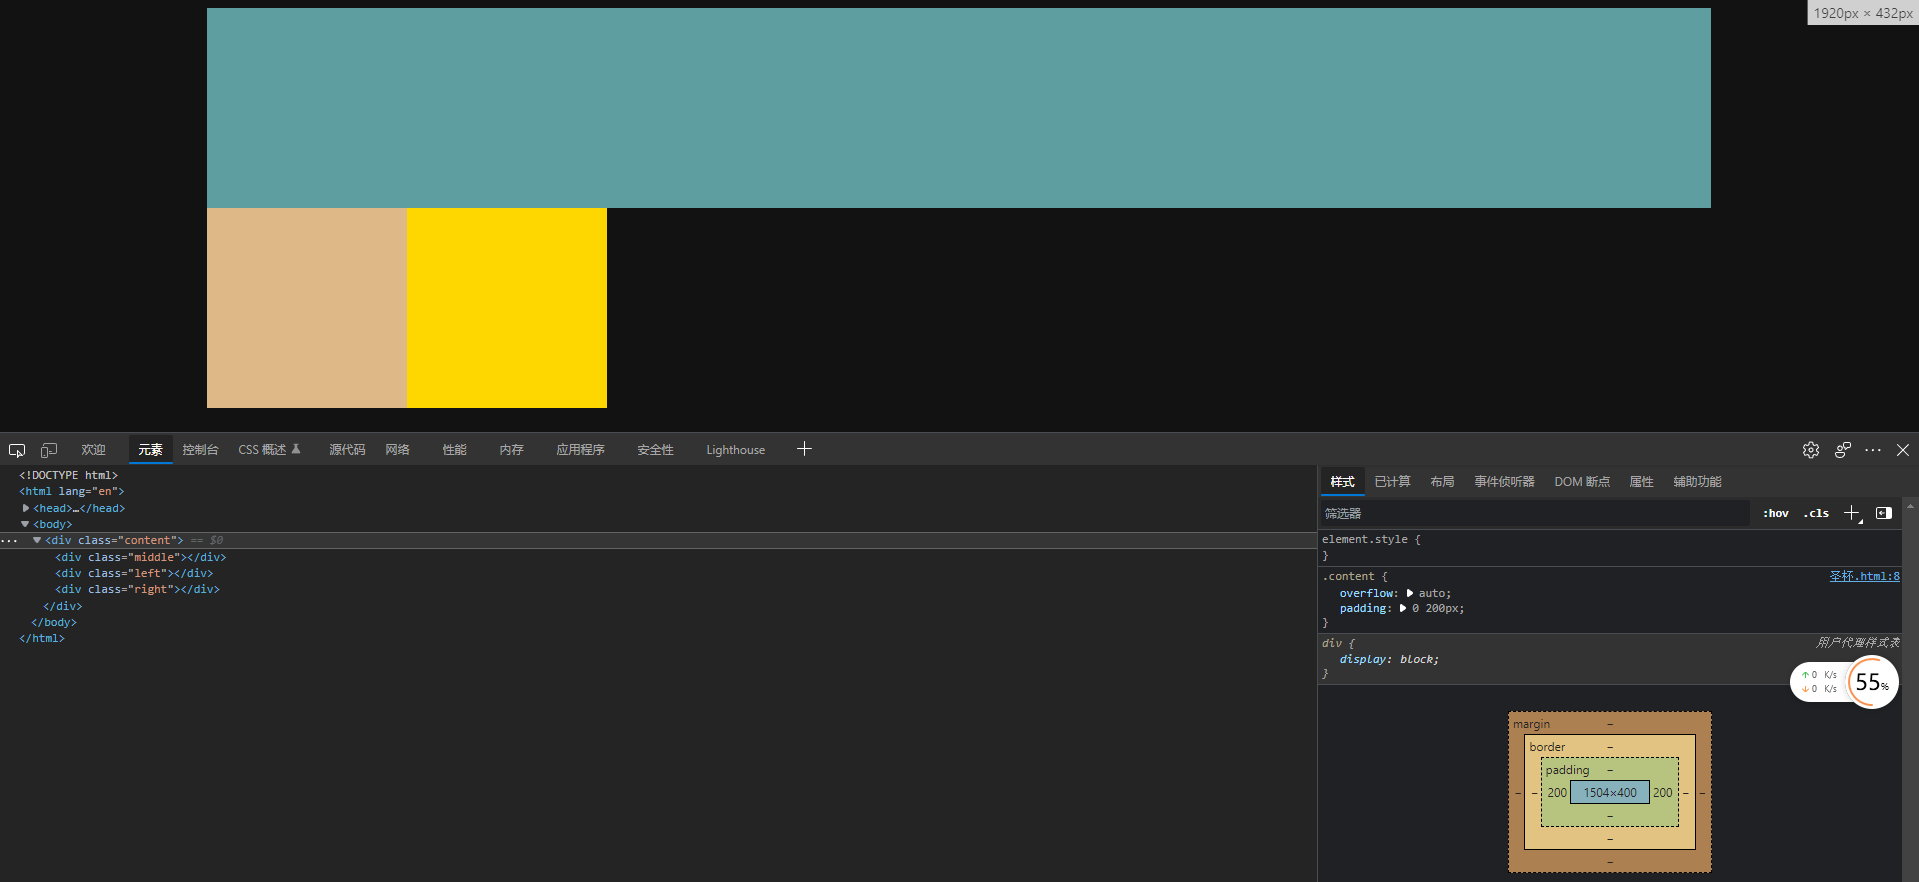 1920px × 432px
欢迎 元素 控制台 CSS 概述 源代码 网络 性能 内存 应用程序 安全性 Lighthouse
<!DOCTYPE html>
<html lang="en">
<head>…</head>
<body>
<div class="content"> == $0
<div class="middle"></div>
<div class="left"></div>
<div class="right"></div>
</div>
</body>
</html>
样式 已计算 布局 事件侦听器 DOM 断点 属性 辅助功能
筛选器 :hov .cls
element.style {
}
.content { 圣杯.html:8
overflow: auto;
padding: 0 200px;
}
div { 用户代理样式表
display: block;
}
↑ 0 K/s
↓ 0 K/s
55%
margin –
border –
padding –
– – 200 1504×400 200 – –
–
–
–